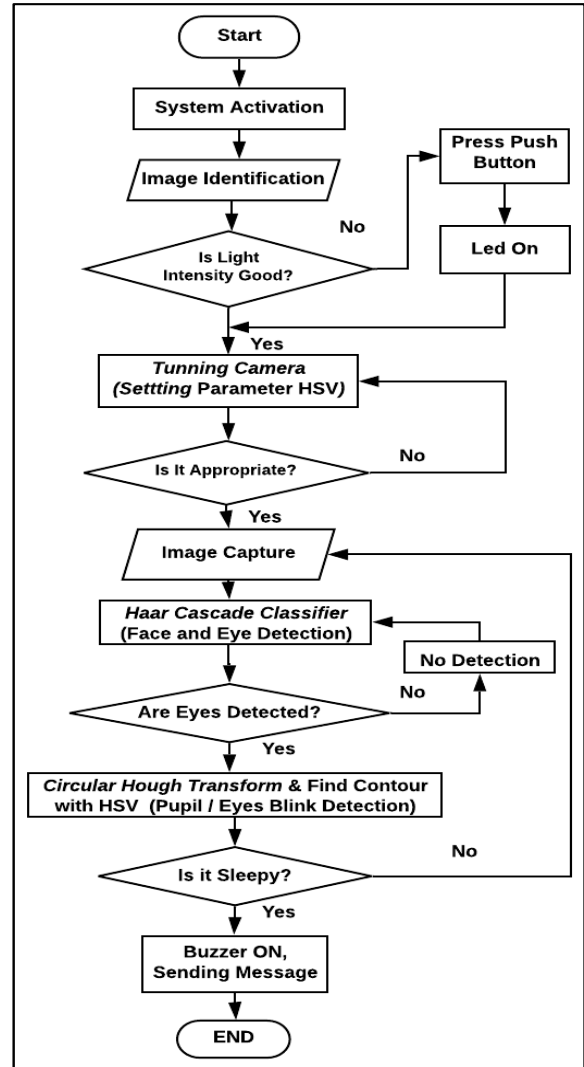 Start
System Activation
Image Identification
Press Push
Button
No
Is Light
Intensity Good?
Led On
Yes
Tunning Camera
(Settting Parameter HSV)
Is It Appropriate?
No
Yes
Image Capture
Haar Cascade Classifier
(Face and Eye Detection)
No Detection
No
Are Eyes Detected?
Yes
Circular Hough Transform & Find Contour
with HSV (Pupil / Eyes Blink Detection)
No
Is it Sleepy?
Yes
Buzzer ON,
Sending Message
END